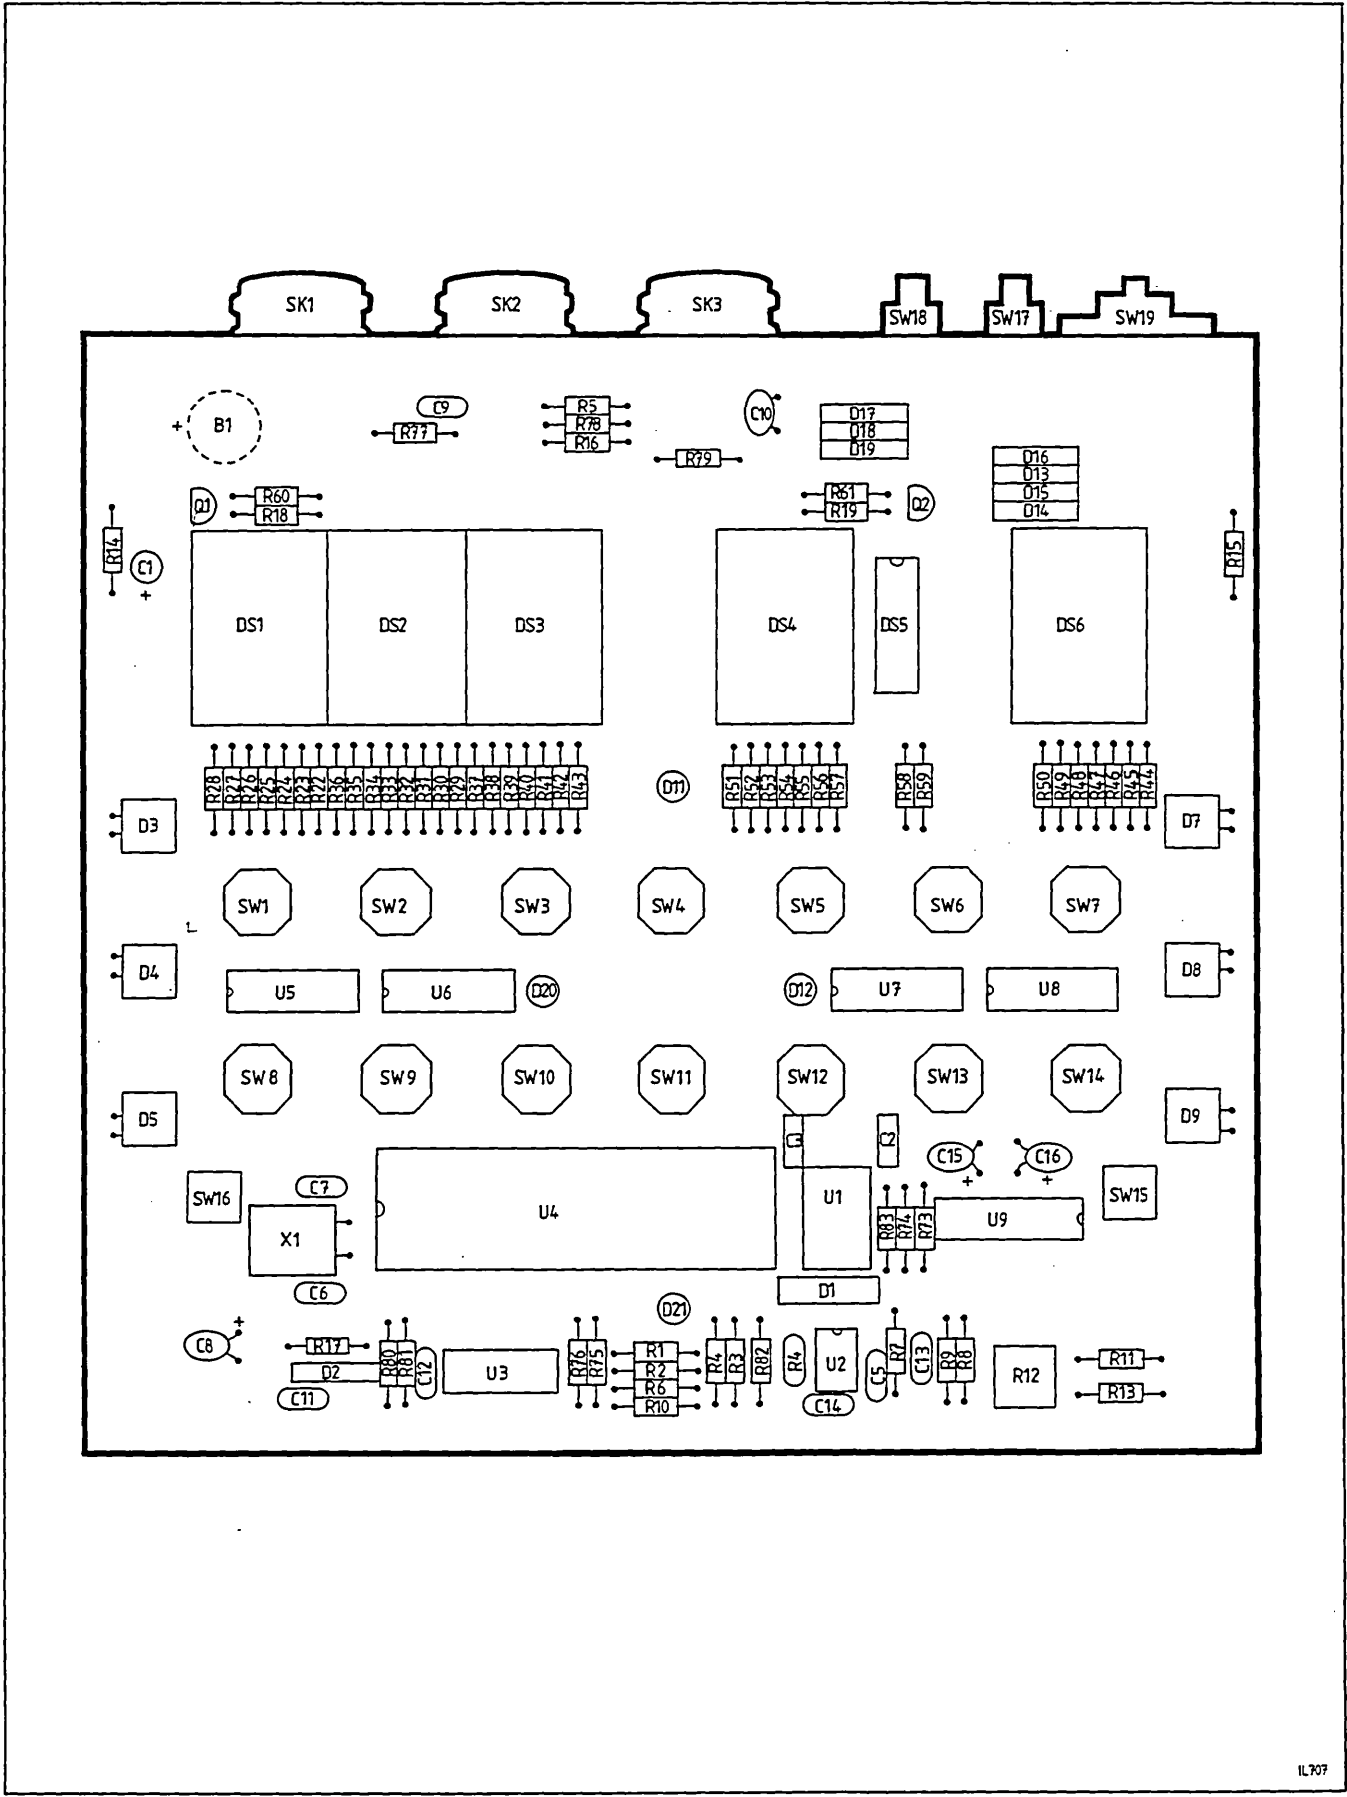 SK1 SK2 SK3 SW18 SW17 SW19
+ B1 C9 R77 R5 C10 D17
R78 D18
R16 D19
R79 D16
D13
Q1 R60 R61 Q2 D15
R18 R19 D14
R14 C1 R15
+
DS1 DS2 DS3 DS4 DS5 DS6
R28 R27 R26 R25 R24 R23 R22 R36 R35 R34 R33 R32 R31 R30 R29 R37 R38 R39 R40 R41 R42 R43 D11 R51 R52 R53 R54 R55 R56 R57 R58 R59 R50 R49 R48 R47 R46 R45 R44
D3 D7
SW1 SW2 SW3 SW4 SW5 SW6 SW7
D4 U5 U6 D20 D12 U7 U8 D8
SW8 SW9 SW10 SW11 SW12 SW13 SW14
D5 C3 C2 D9
C15 C16
+ +
SW16 C7 U4 U1 SW15
X1 R83 R74 R73 U9
C6 D1
D21
+
C8 R17 R80 R81 C12 U3 R76 R75 R1 R4 R3 R82 R4 U2 C5 R7 C13 R9 R8 R12 R11
D2 R2
C11 R6 R13
R10 C14
1L707